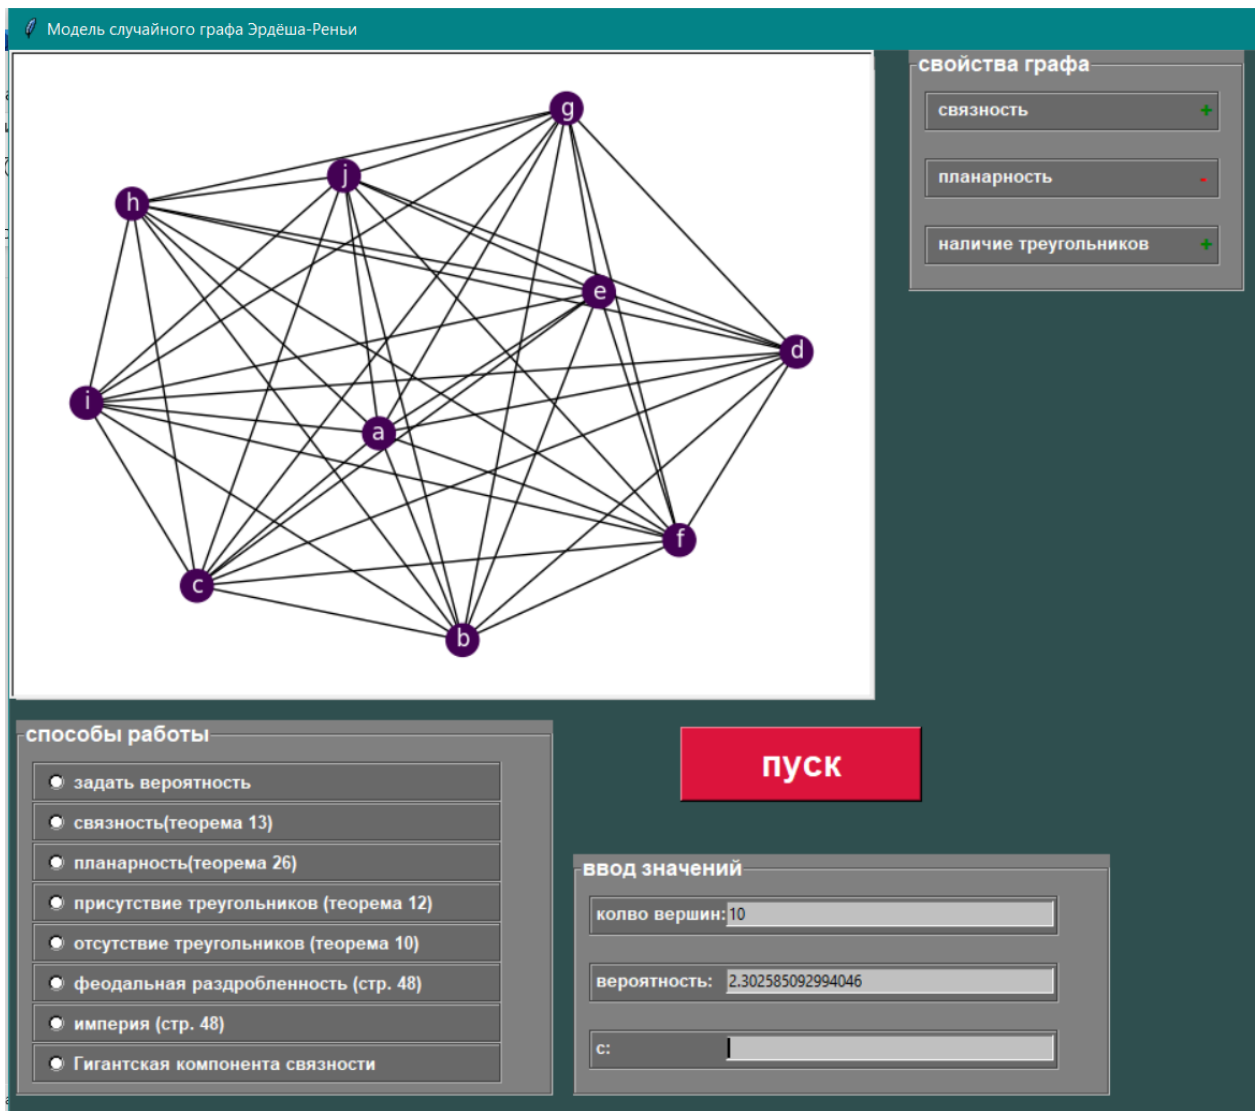 Модель случайного графа Эрдёша-Реньи
g
j
h
e
d
i
a
f
c
b
свойства графа
связность +
планарность -
наличие треугольников +
способы работы
задать вероятность
связность(теорема 13)
планарность(теорема 26)
присутствие треугольников (теорема 12)
отсутствие треугольников (теорема 10)
феодальная раздробленность (стр. 48)
империя (стр. 48)
Гигантская компонента связности
пуск
ввод значений
колво вершин: 10
вероятность: 2.302585092994046
с: